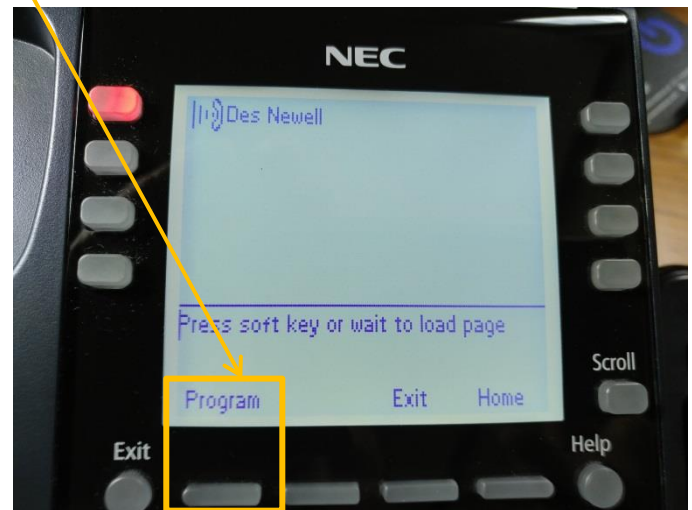 NEC
Des Newell
Press soft key or wait to load page
Scroll
Program Exit Home
Exit
Help